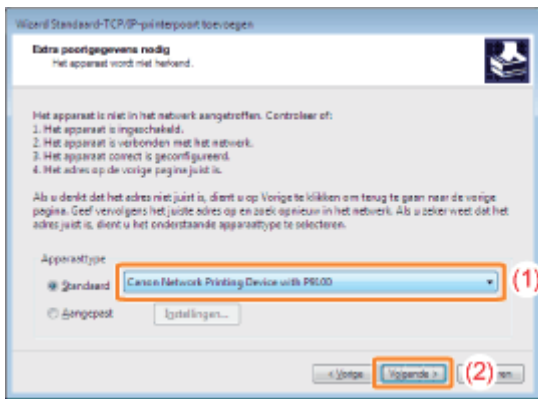 Wizard Standaard-TCP/IP-printerpoort toevoegen
Extra poortgegevens nodig
Het apparaat wordt niet herkend.
Het apparaat is niet in het netwerk aangetroffen. Controleer of:
1. Het apparaat is ingeschakeld.
2. Het apparaat is verbonden met het netwerk.
3. Het apparaat correct is geconfigureerd.
4. Het adres op de vorige pagina juist is.
Als u denkt dat het adres niet juist is, dient u op Vorige te klikken om terug te gaan naar de vorige
pagina. Geef vervolgens het juiste adres op en zoek opnieuw in het netwerk. Als u zeker weet dat het
adres juist is, dient u het onderstaande apparaattype te selecteren.
Apparaattype
Standaard Canon Network Printing Device with P9100 (1)
Aangepast Instellingen...
< Vorige Volgende > (2) ren